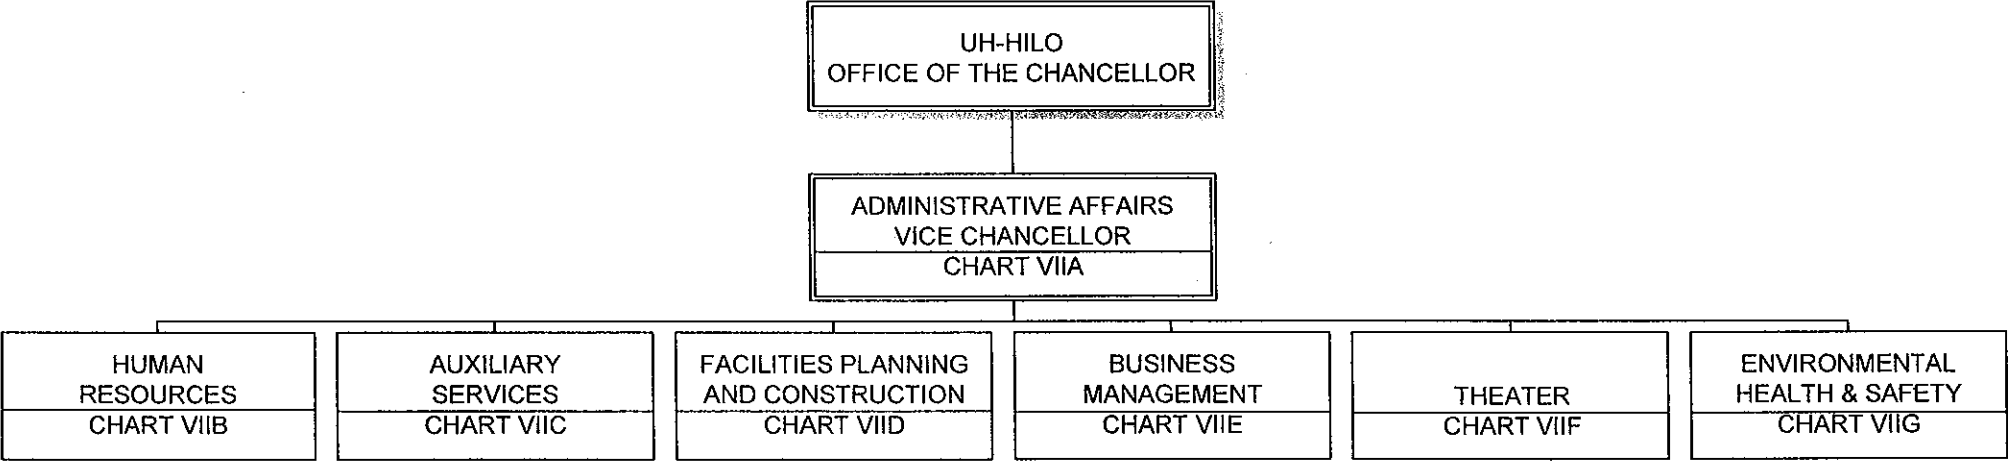 UH-HILO
OFFICE OF THE CHANCELLOR
ADMINISTRATIVE AFFAIRS
VICE CHANCELLOR
CHART VIIA
HUMAN
RESOURCES
CHART VIIB
AUXILIARY
SERVICES
CHART VIIC
FACILITIES PLANNING
AND CONSTRUCTION
CHART VIID
BUSINESS
MANAGEMENT
CHART VIIE
THEATER
CHART VIIF
ENVIRONMENTAL
HEALTH & SAFETY
CHART VIIG